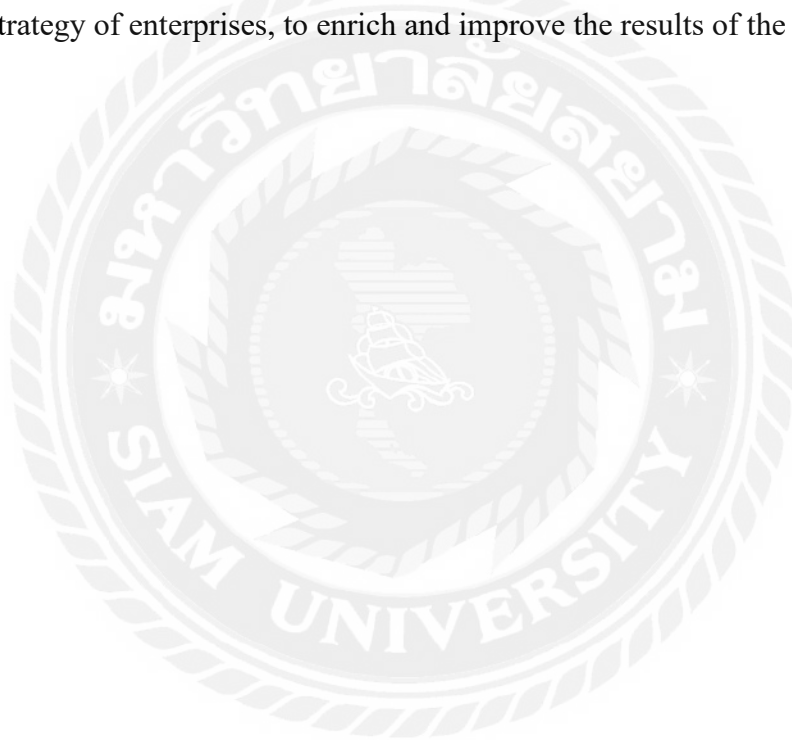 trategy of enterprises, to enrich and improve the results of the
มหาวิทยาลัยสยาม
SIAM UNIVERSITY